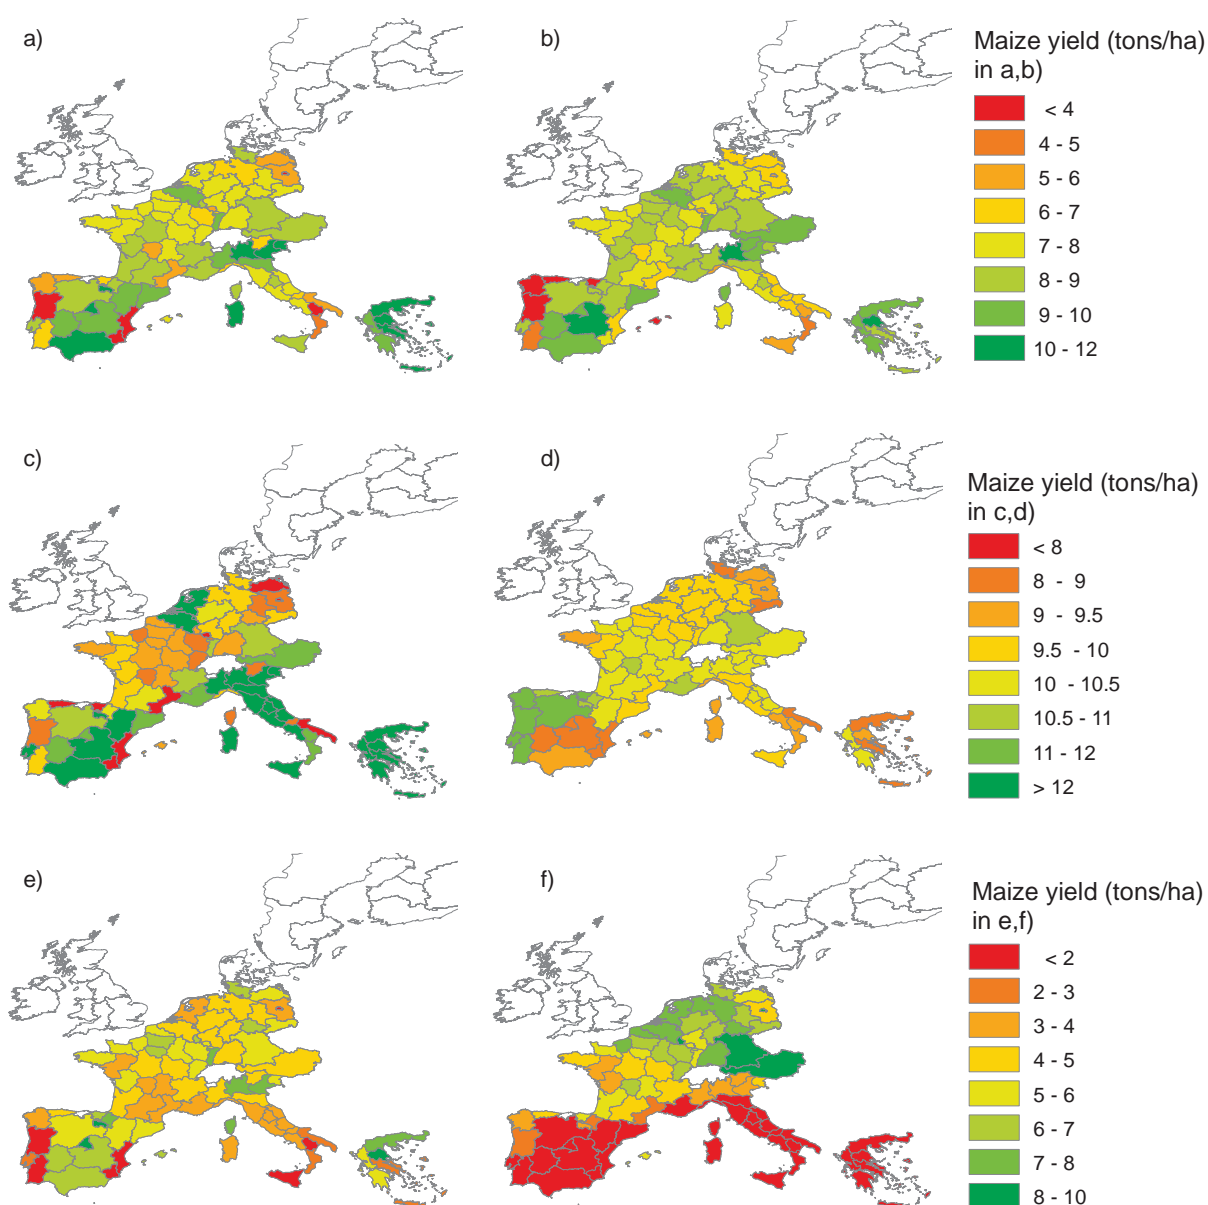 a)
b)
Maize yield (tons/ha)
in a,b)
< 4
4 - 5
5 - 6
6 - 7
7 - 8
8 - 9
9 - 10
10 - 12
c)
d)
Maize yield (tons/ha)
in c,d)
< 8
8 - 9
9 - 9.5
9.5 - 10
10 - 10.5
10.5 - 11
11 - 12
> 12
e)
f)
Maize yield (tons/ha)
in e,f)
< 2
2 - 3
3 - 4
4 - 5
5 - 6
6 - 7
7 - 8
8 - 10